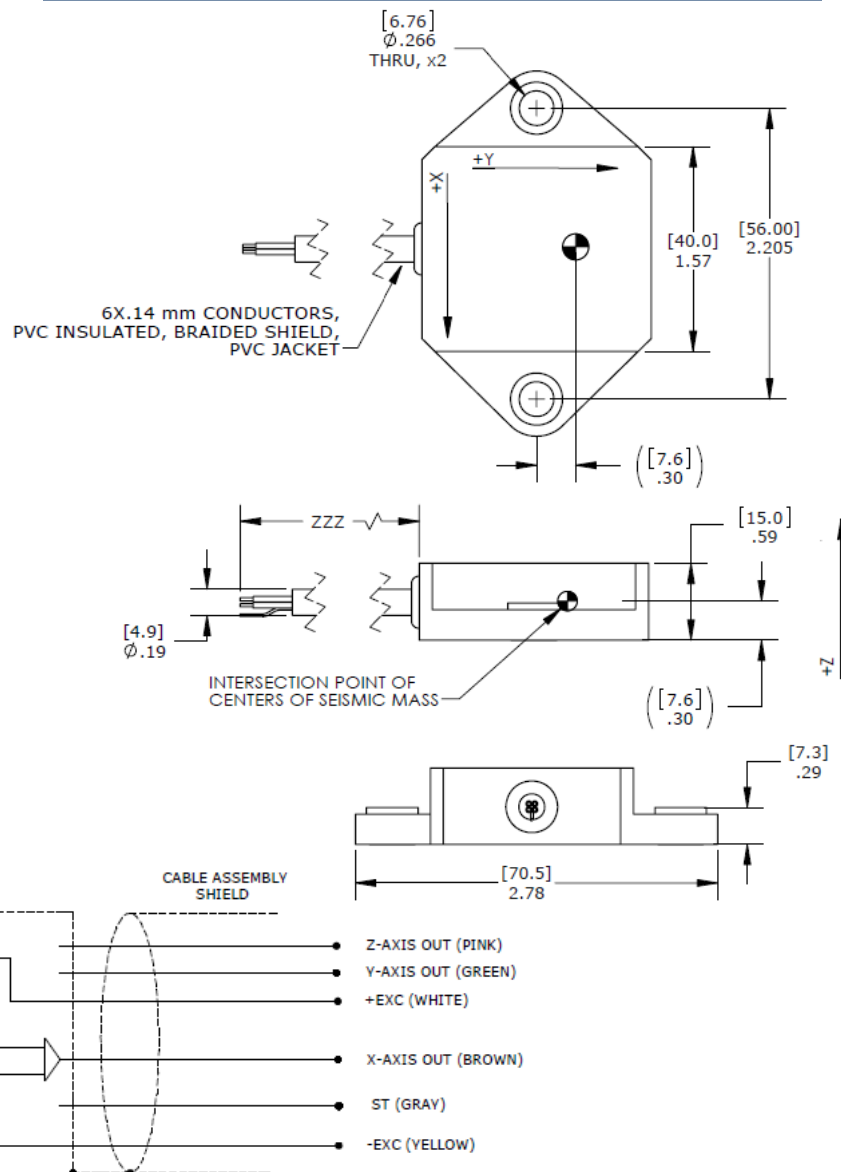 [6.76]
Ø.266
THRU, x2
+Y
+X
[40.0]
1.57
[56.00]
2.205
6X.14 mm CONDUCTORS,
PVC INSULATED, BRAIDED SHIELD,
PVC JACKET
([7.6]
.30)
ZZZ
[15.0]
.59
[4.9]
Ø.19
INTERSECTION POINT OF
CENTERS OF SEISMIC MASS
+Z
([7.6]
.30)
[7.3]
.29
[70.5]
2.78
CABLE ASSEMBLY
SHIELD
Z-AXIS OUT (PINK)
Y-AXIS OUT (GREEN)
+EXC (WHITE)
X-AXIS OUT (BROWN)
ST (GRAY)
-EXC (YELLOW)